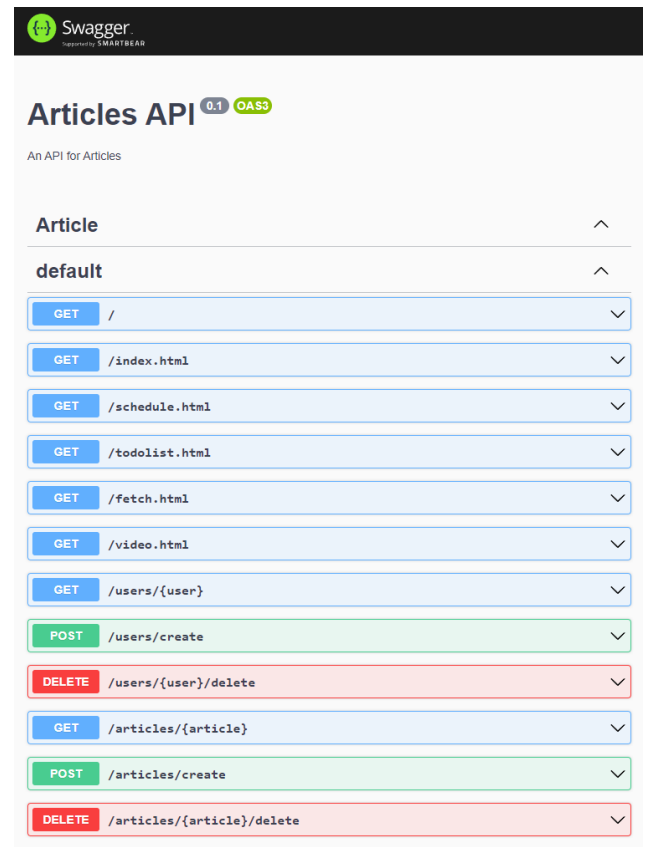 Swagger.
Supported by SMARTBEAR
Articles API 0.1 OAS3
An API for Articles
Article
default
GET /
GET /index.html
GET /schedule.html
GET /todolist.html
GET /fetch.html
GET /video.html
GET /users/{user}
POST /users/create
DELETE /users/{user}/delete
GET /articles/{article}
POST /articles/create
DELETE /articles/{article}/delete